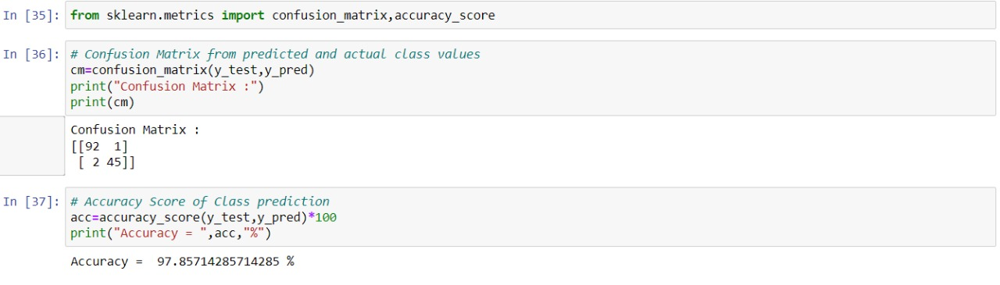 In [35]: from sklearn.metrics import confusion_matrix,accuracy_score
In [36]: # Confusion Matrix from predicted and actual class values
cm=confusion_matrix(y_test,y_pred)
print("Confusion Matrix :")
print(cm)
Confusion Matrix :
[[92  1]
 [ 2 45]]
In [37]: # Accuracy Score of Class prediction
acc=accuracy_score(y_test,y_pred)*100
print("Accuracy = ",acc,"%")
Accuracy =  97.85714285714285 %